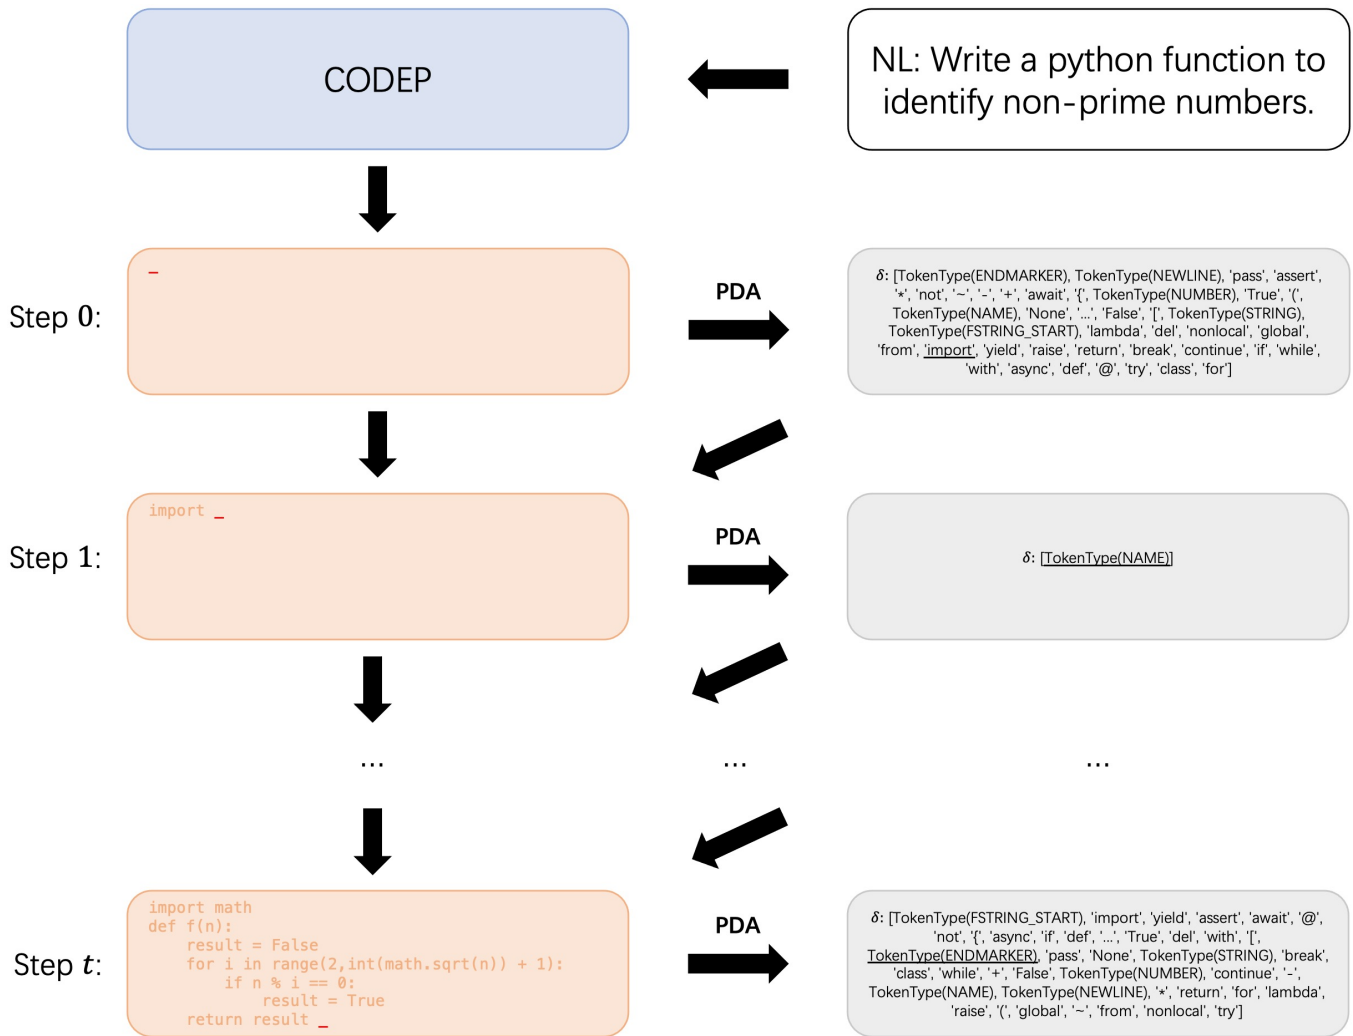 CODEP
NL: Write a python function to
identify non-prime numbers.
Step 0:
_
PDA
δ: [TokenType(ENDMARKER), TokenType(NEWLINE), 'pass', 'assert',
'*', 'not', '~', '-', '+', 'await', '{', TokenType(NUMBER), 'True', '(',
TokenType(NAME), 'None', '...', 'False', '[', TokenType(STRING),
TokenType(FSTRING_START), 'lambda', 'del', 'nonlocal', 'global',
'from', 'import', 'yield', 'raise', 'return', 'break', 'continue', 'if', 'while',
'with', 'async', 'def', '@', 'try', 'class', 'for']
Step 1:
import _
PDA
δ: [TokenType(NAME)]
...
...
...
Step t:
import math
def f(n):
    result = False
    for i in range(2,int(math.sqrt(n)) + 1):
        if n % i == 0:
            result = True
    return result _
PDA
δ: [TokenType(FSTRING_START), 'import', 'yield', 'assert', 'await', '@',
'not', '{', 'async', 'if', 'def', '...', 'True', 'del', 'with', '[',
TokenType(ENDMARKER), 'pass', 'None', TokenType(STRING), 'break',
'class', 'while', '+', 'False', TokenType(NUMBER), 'continue', '-',
TokenType(NAME), TokenType(NEWLINE), '*', 'return', 'for', 'lambda',
'raise', '(', 'global', '~', 'from', 'nonlocal', 'try']